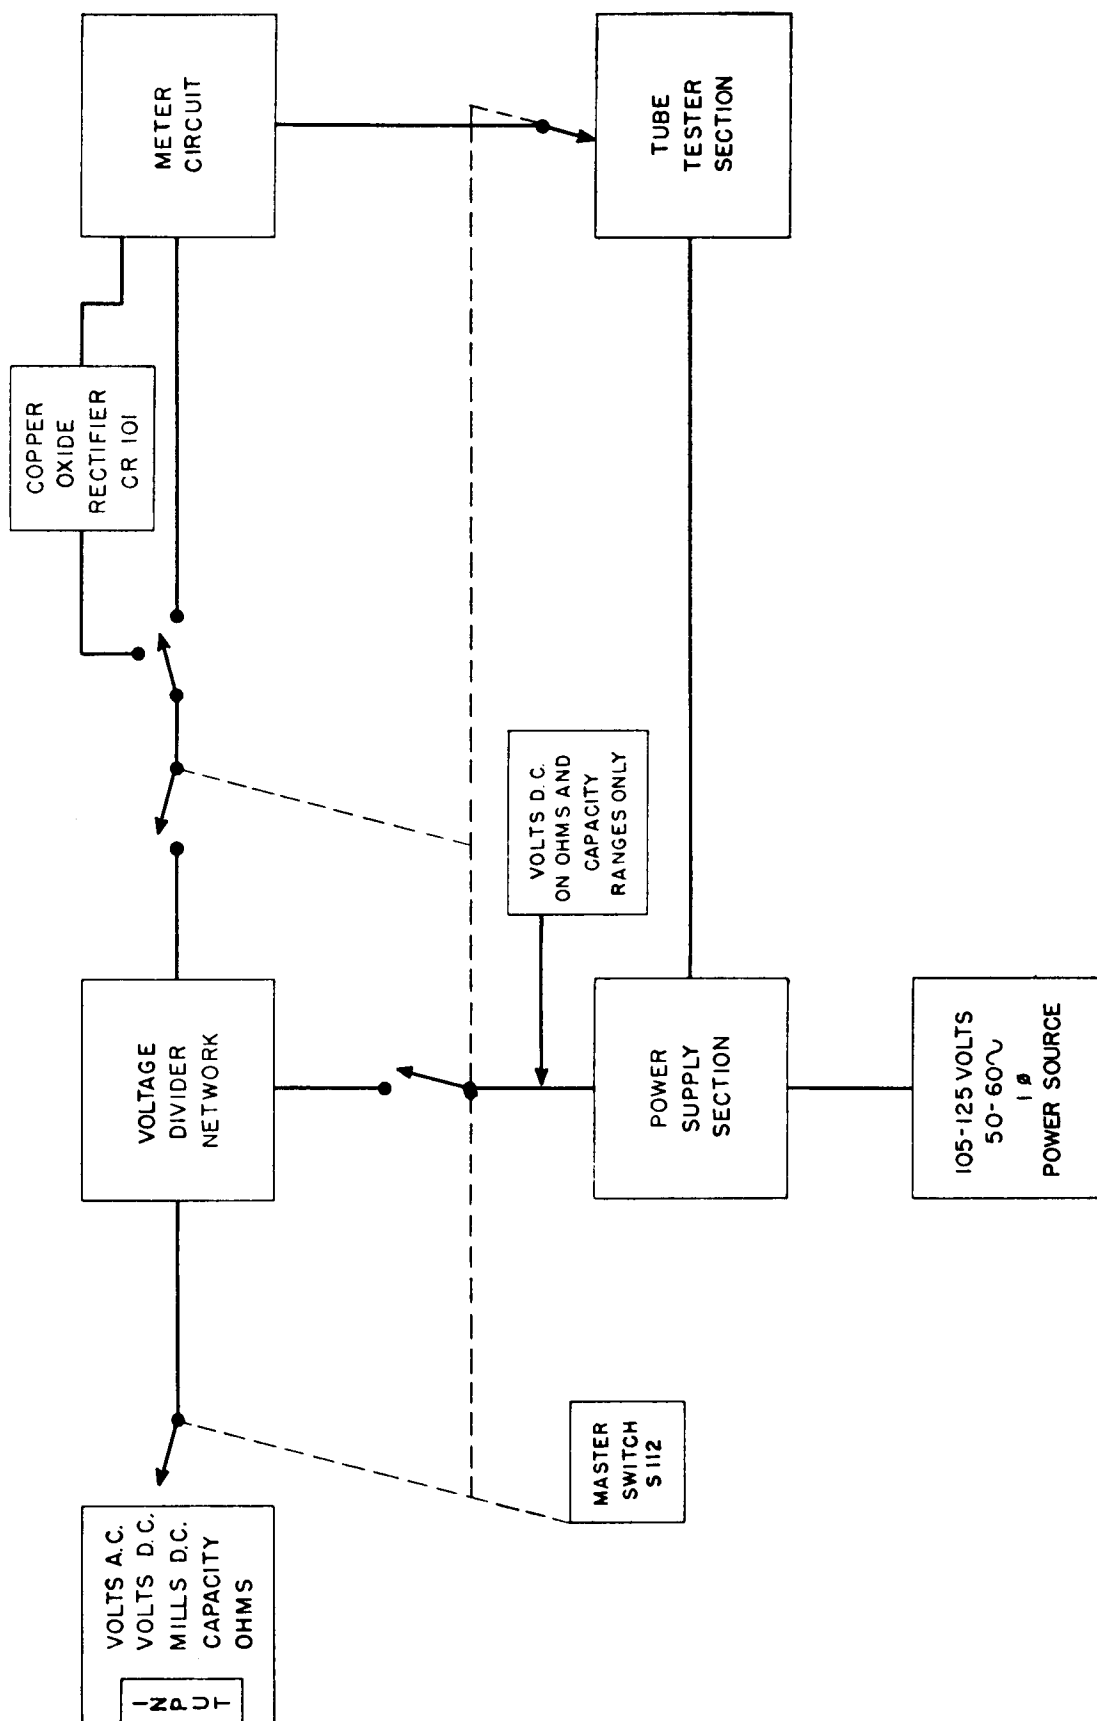 INPUT
VOLTS A.C.
VOLTS D.C.
MILLS D.C.
CAPACITY
OHMS
VOLTAGE
DIVIDER
NETWORK
COPPER
OXIDE
RECTIFIER
CR 101
METER
CIRCUIT
MASTER
SWITCH
S 112
VOLTS D.C.
ON OHMS AND
CAPACITY
RANGES ONLY
POWER
SUPPLY
SECTION
TUBE
TESTER
SECTION
105-125 VOLTS
50-60~
1 Ø
POWER SOURCE